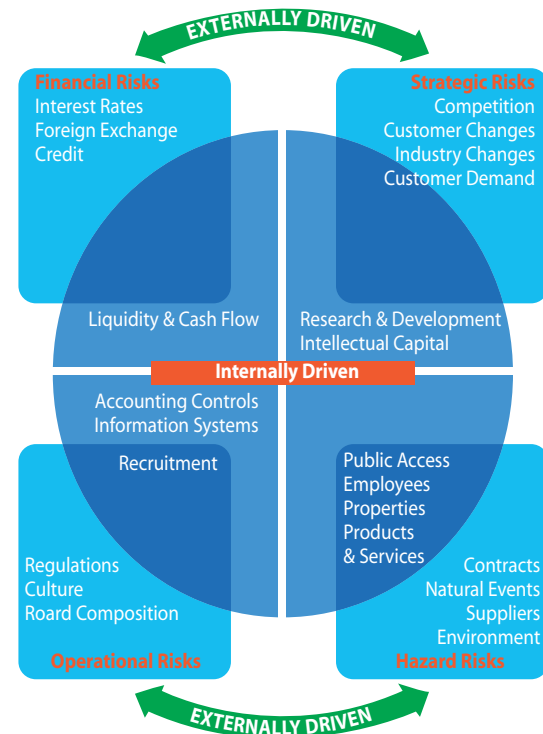 EXTERNALLY DRIVEN
Financial Risks
Interest Rates
Foreign Exchange
Credit
Strategic Risks
Competition
Customer Changes
Industry Changes
Customer Demand
Liquidity & Cash Flow
Research & Development
Intellectual Capital
Internally Driven
Accounting Controls
Information Systems
Recruitment
Public Access
Employees
Properties
Products
& Services
Regulations
Culture
Roard Composition
Operational Risks
Contracts
Natural Events
Suppliers
Environment
Hazard Risks
EXTERNALLY DRIVEN